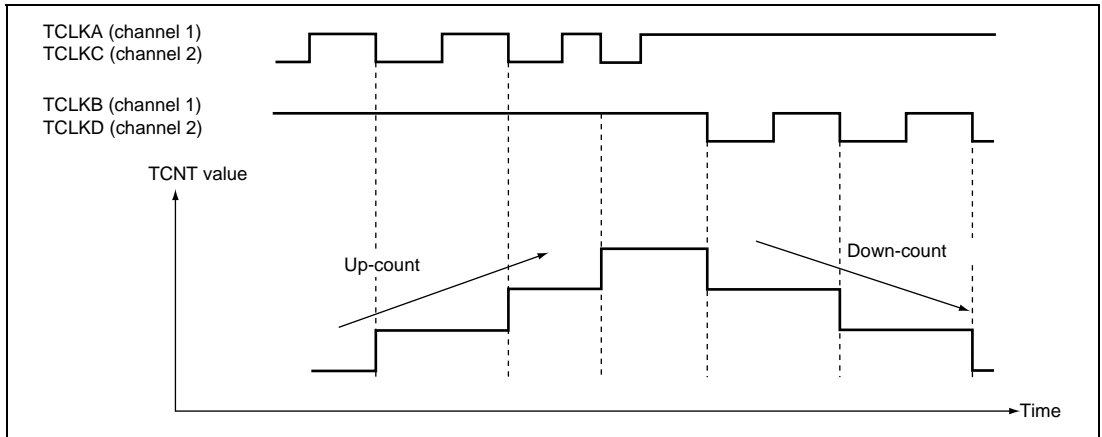 TCLKA (channel 1)
TCLKC (channel 2)
TCLKB (channel 1)
TCLKD (channel 2)
TCNT value
Up-count
Down-count
Time